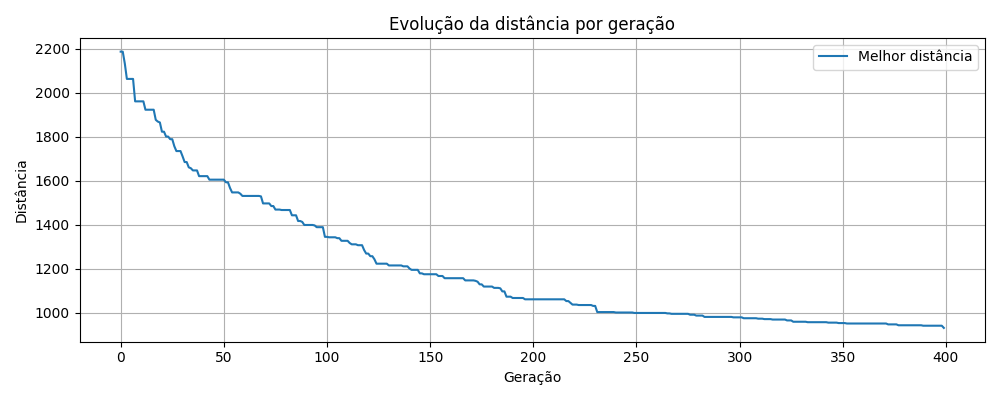 Evolução da distância por geração
Melhor distância
Distância
2200
2000
1800
1600
1400
1200
1000
0 50 100 150 200 250 300 350 400
Geração